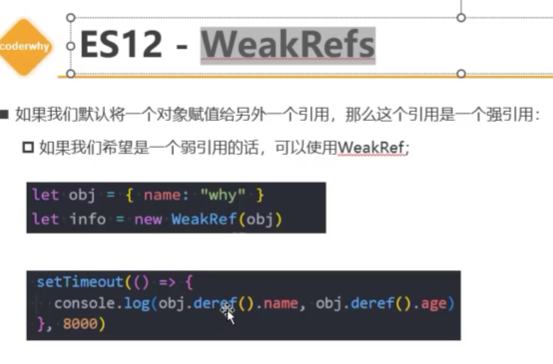 coderwhy
ES12 - WeakRefs
如果我们默认将一个对象赋值给另外一个引用，那么这个引用是一个强引用：
如果我们希望是一个弱引用的话，可以使用WeakRef;
let obj = { name: "why" }
let info = new WeakRef(obj)
setTimeout(() => {
console.log(obj.deref().name, obj.deref().age)
}, 8000)